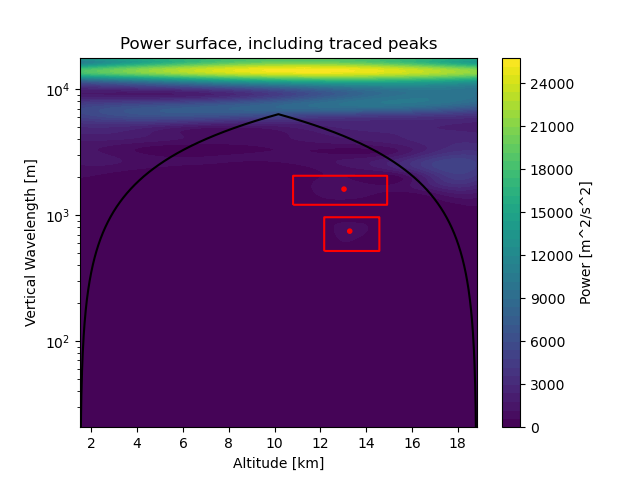 Power surface, including traced peaks
10^4
10^3
10^2
Vertical Wavelength [m]
2 4 6 8 10 12 14 16 18
Altitude [km]
24000
21000
18000
15000
12000
9000
6000
3000
0
Power [m^2/s^2]